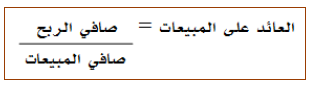 العائد على المبيعات = صافي الربح
صافي المبيعات